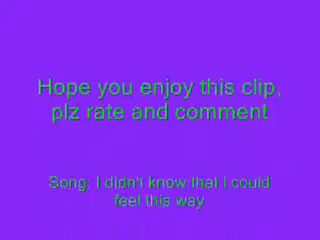 Hope you enjoy this clip,
plz rate and comment
Song: I didn't know that I could
feel this way